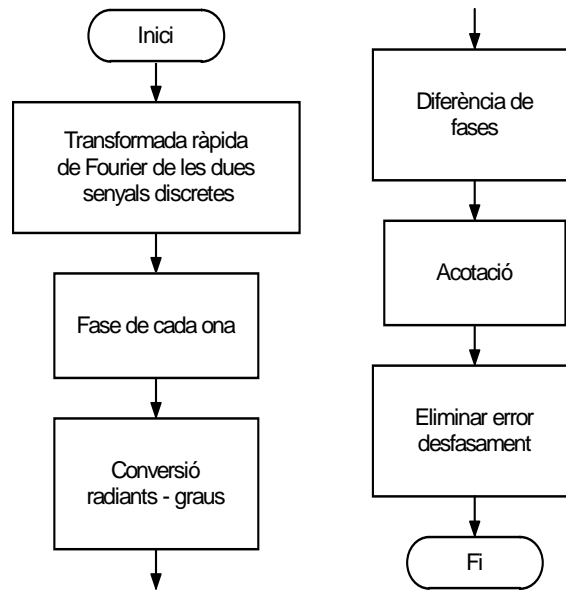 Inici
Transformada ràpida
de Fourier de les dues
senyals discretes
Fase de cada ona
Conversió
radiants - graus
Diferència de
fases
Acotació
Eliminar error
desfasament
Fi